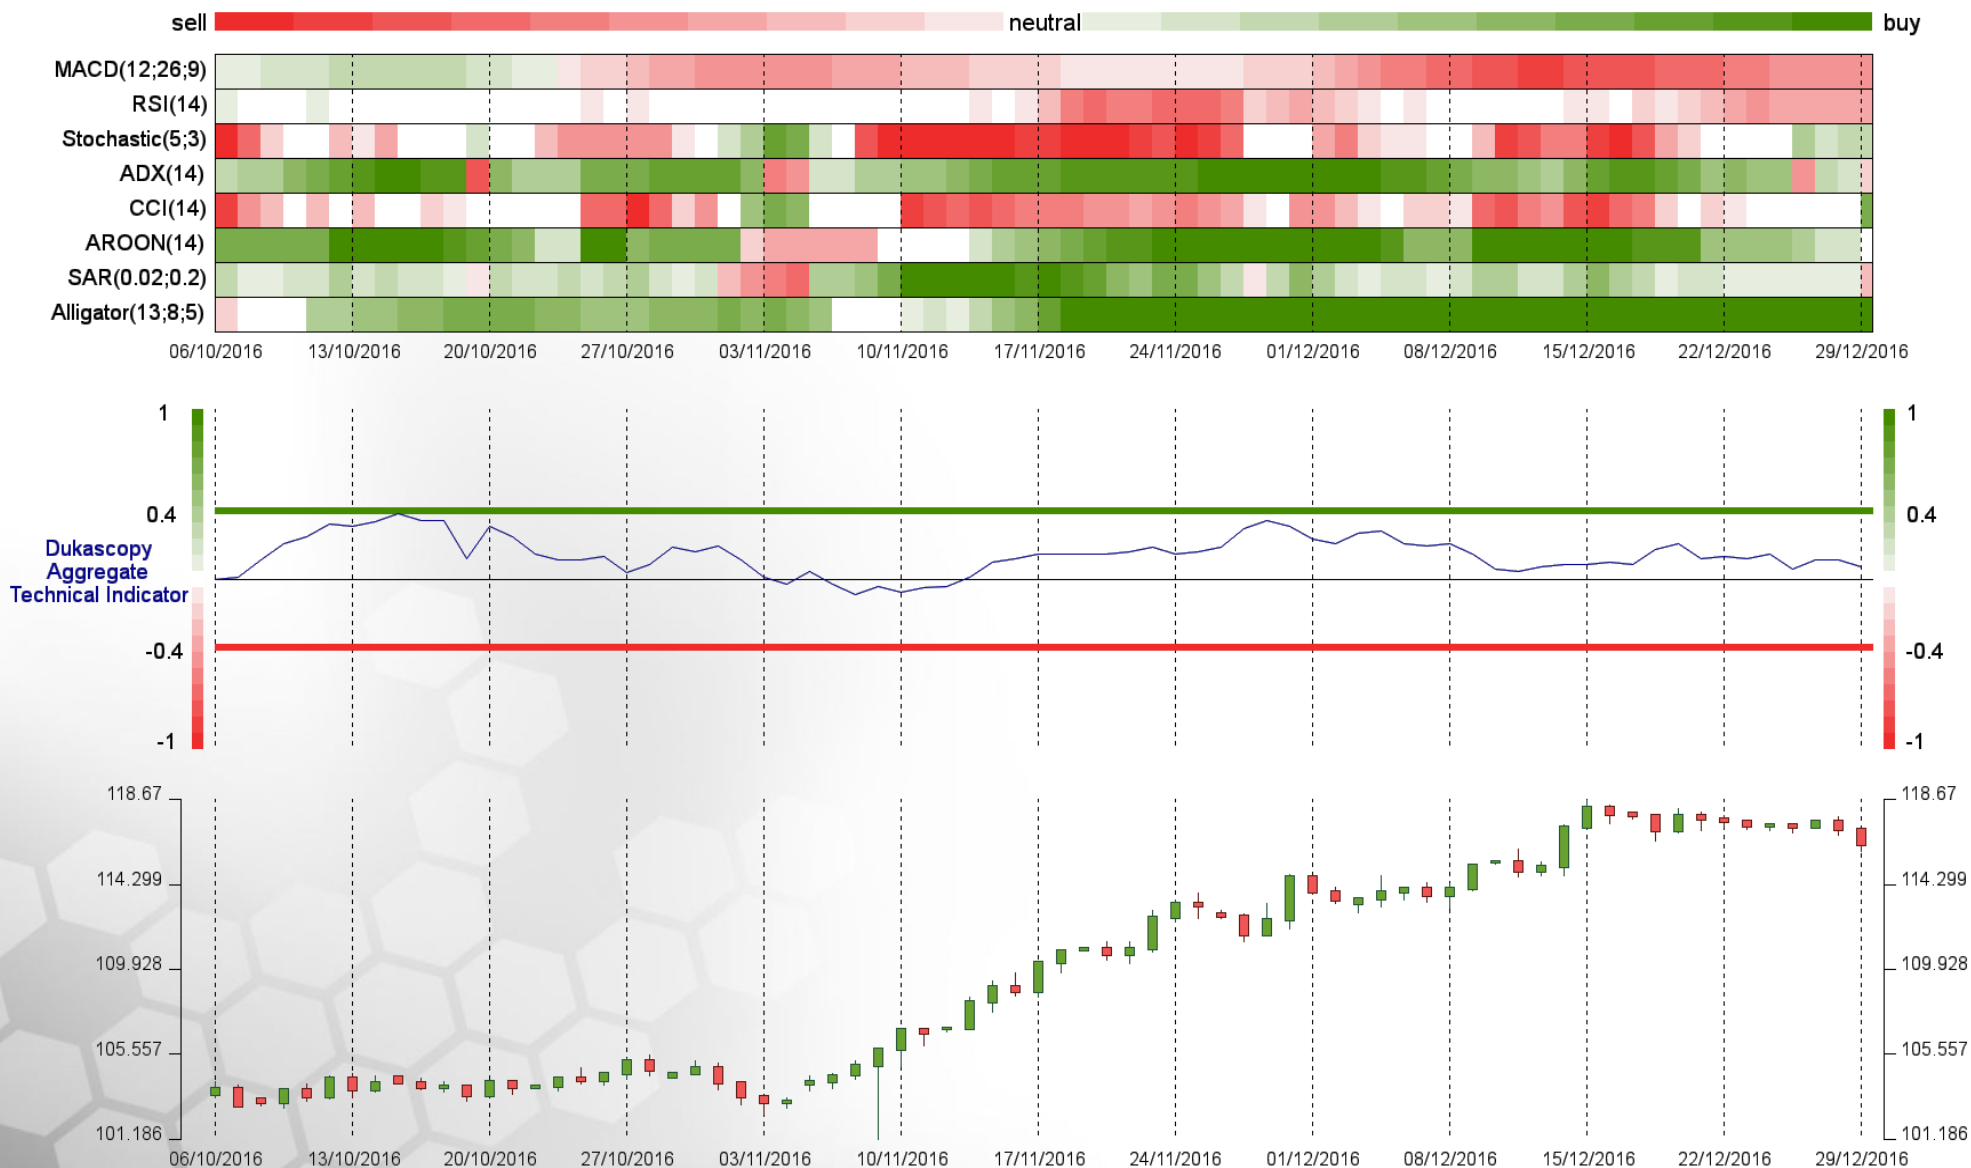 sell neutral buy
MACD(12;26;9)
RSI(14)
Stochastic(5;3)
ADX(14)
CCI(14)
AROON(14)
SAR(0.02;0.2)
Alligator(13;8;5)
06/10/2016 13/10/2016 20/10/2016 27/10/2016 03/11/2016 10/11/2016 17/11/2016 24/11/2016 01/12/2016 08/12/2016 15/12/2016 22/12/2016 29/12/2016
1 1
0.4 0.4
Dukascopy
Aggregate
Technical Indicator
-0.4 -0.4
-1 -1
118.67 118.67
114.299 114.299
109.928 109.928
105.557 105.557
101.186 101.186
06/10/2016 13/10/2016 20/10/2016 27/10/2016 03/11/2016 10/11/2016 17/11/2016 24/11/2016 01/12/2016 08/12/2016 15/12/2016 22/12/2016 29/12/2016